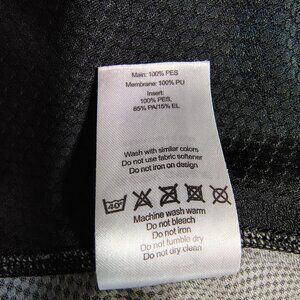 Main: 100% PES
Membrane: 100% PU
Insert:
100% PES,
85% PA/15% EL
Wash with similar colors
Do not use fabric softener
Do not iron on design
40°
Machine wash warm
Do not bleach
Do not iron
Do not tumble dry
Do not dry clean